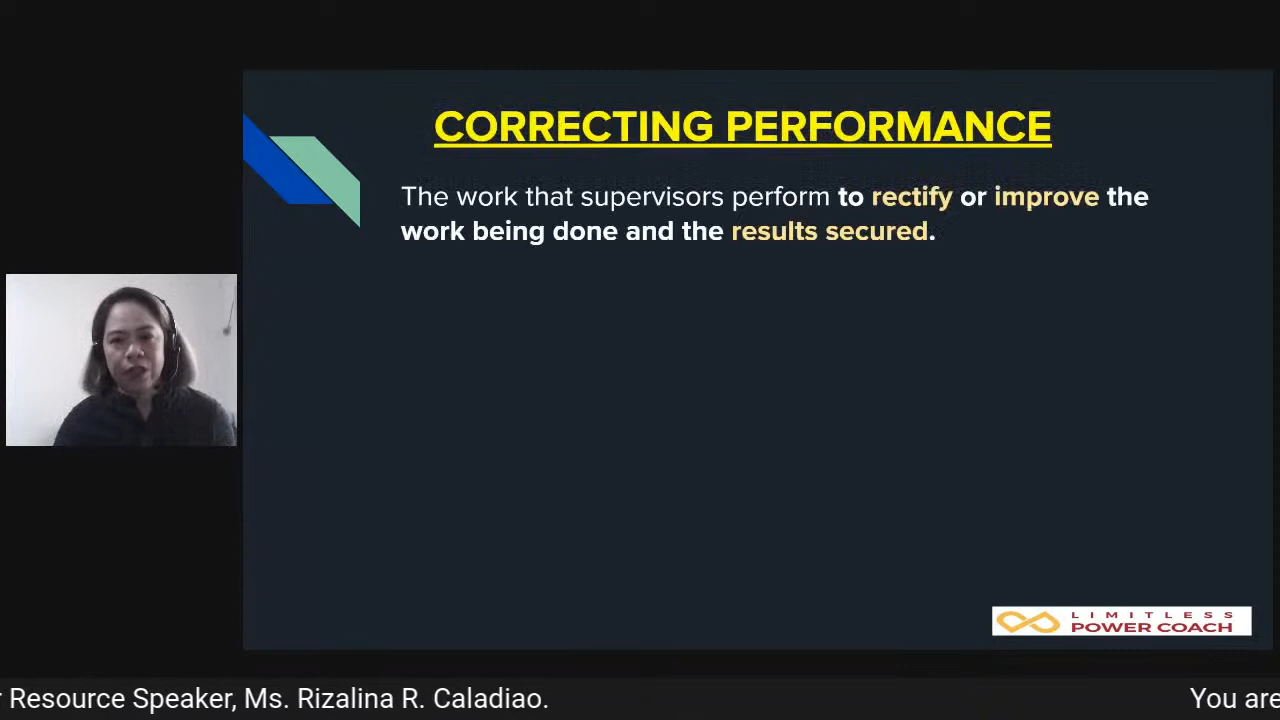 CORRECTING PERFORMANCE
The work that supervisors perform to rectify or improve the
work being done and the results secured.
LIMITLESS
POWER COACH
Resource Speaker, Ms. Rizalina R. Caladiao. You are